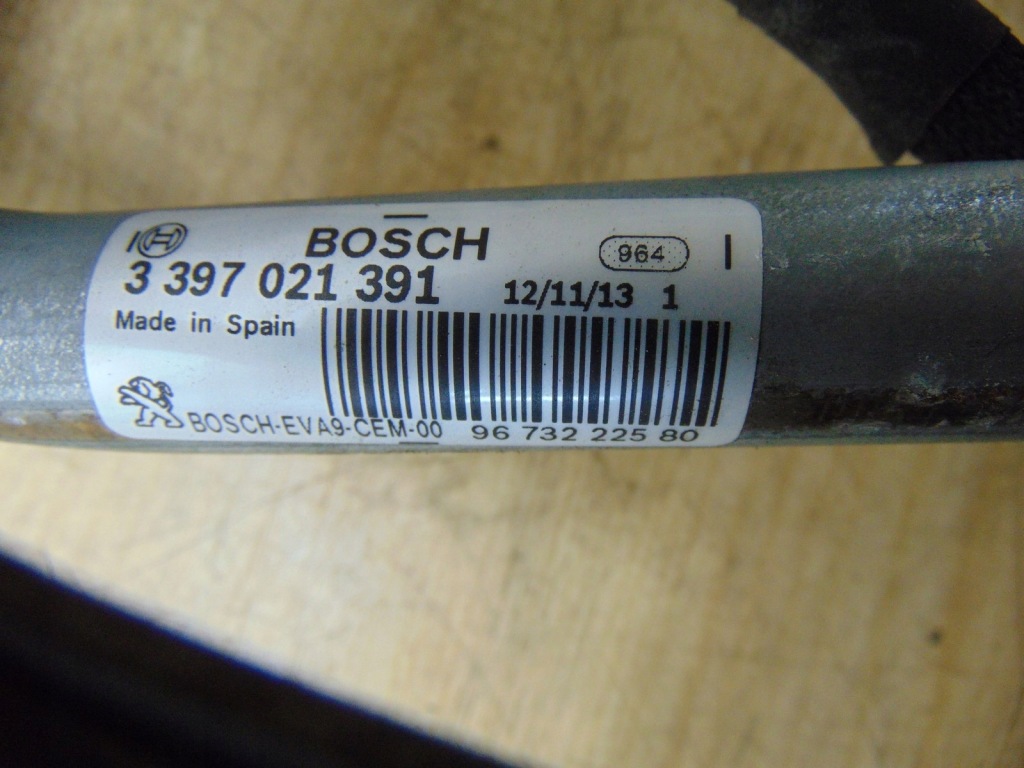 BOSCH 964
3 397 021 391 12/11/13 1
Made in Spain
BOSCH-EVA9-CEM-00 96 732 225 80